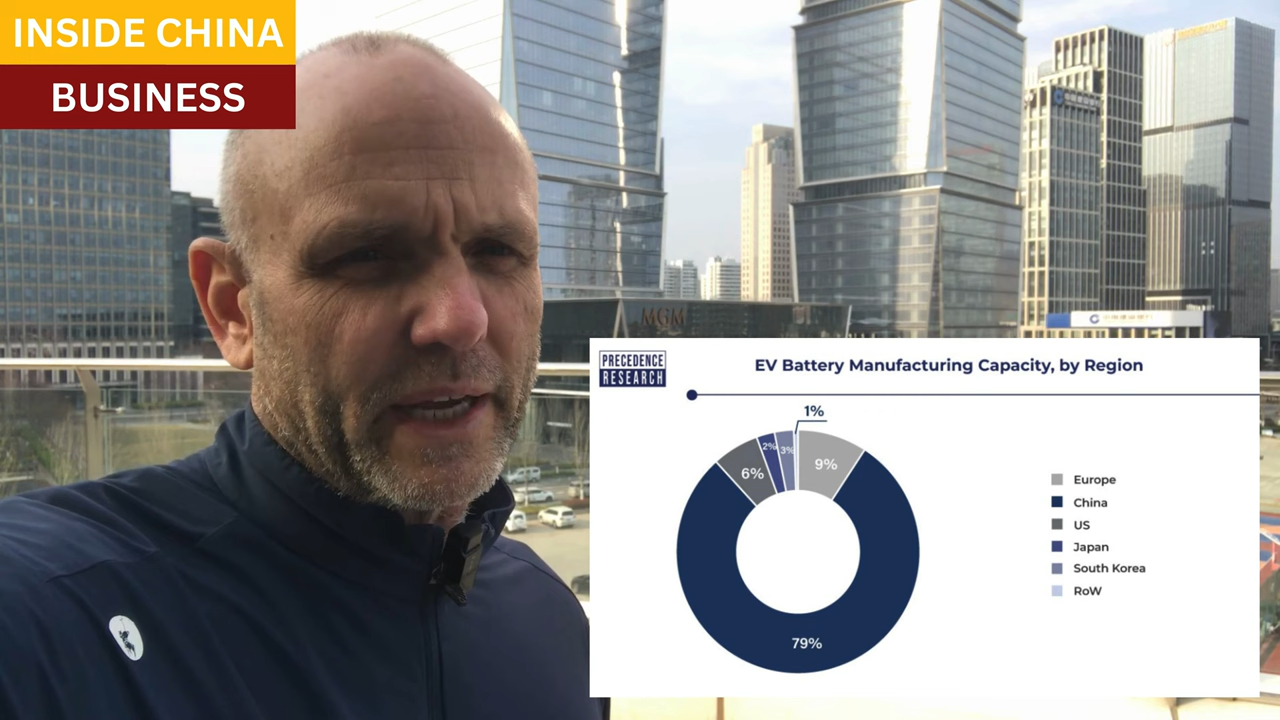 INSIDE CHINA
BUSINESS
MGM
PRECEDENCE
RESEARCH
EV Battery Manufacturing Capacity, by Region
1%
2%
3%
9%
6%
79%
Europe
China
US
Japan
South Korea
RoW